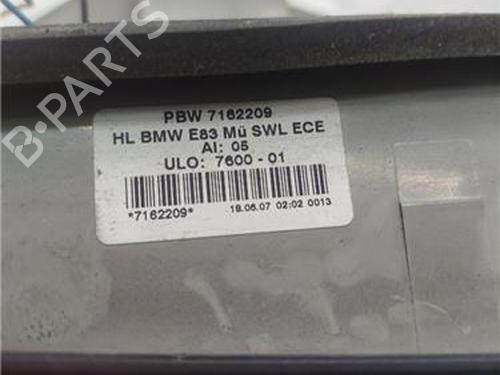 PBW 7162209
HL BMW E83 Mü SWL ECE
AI: 05
ULO: 7600 - 01
*7162209*
19.06.07 02:02 0013
B-PARTS